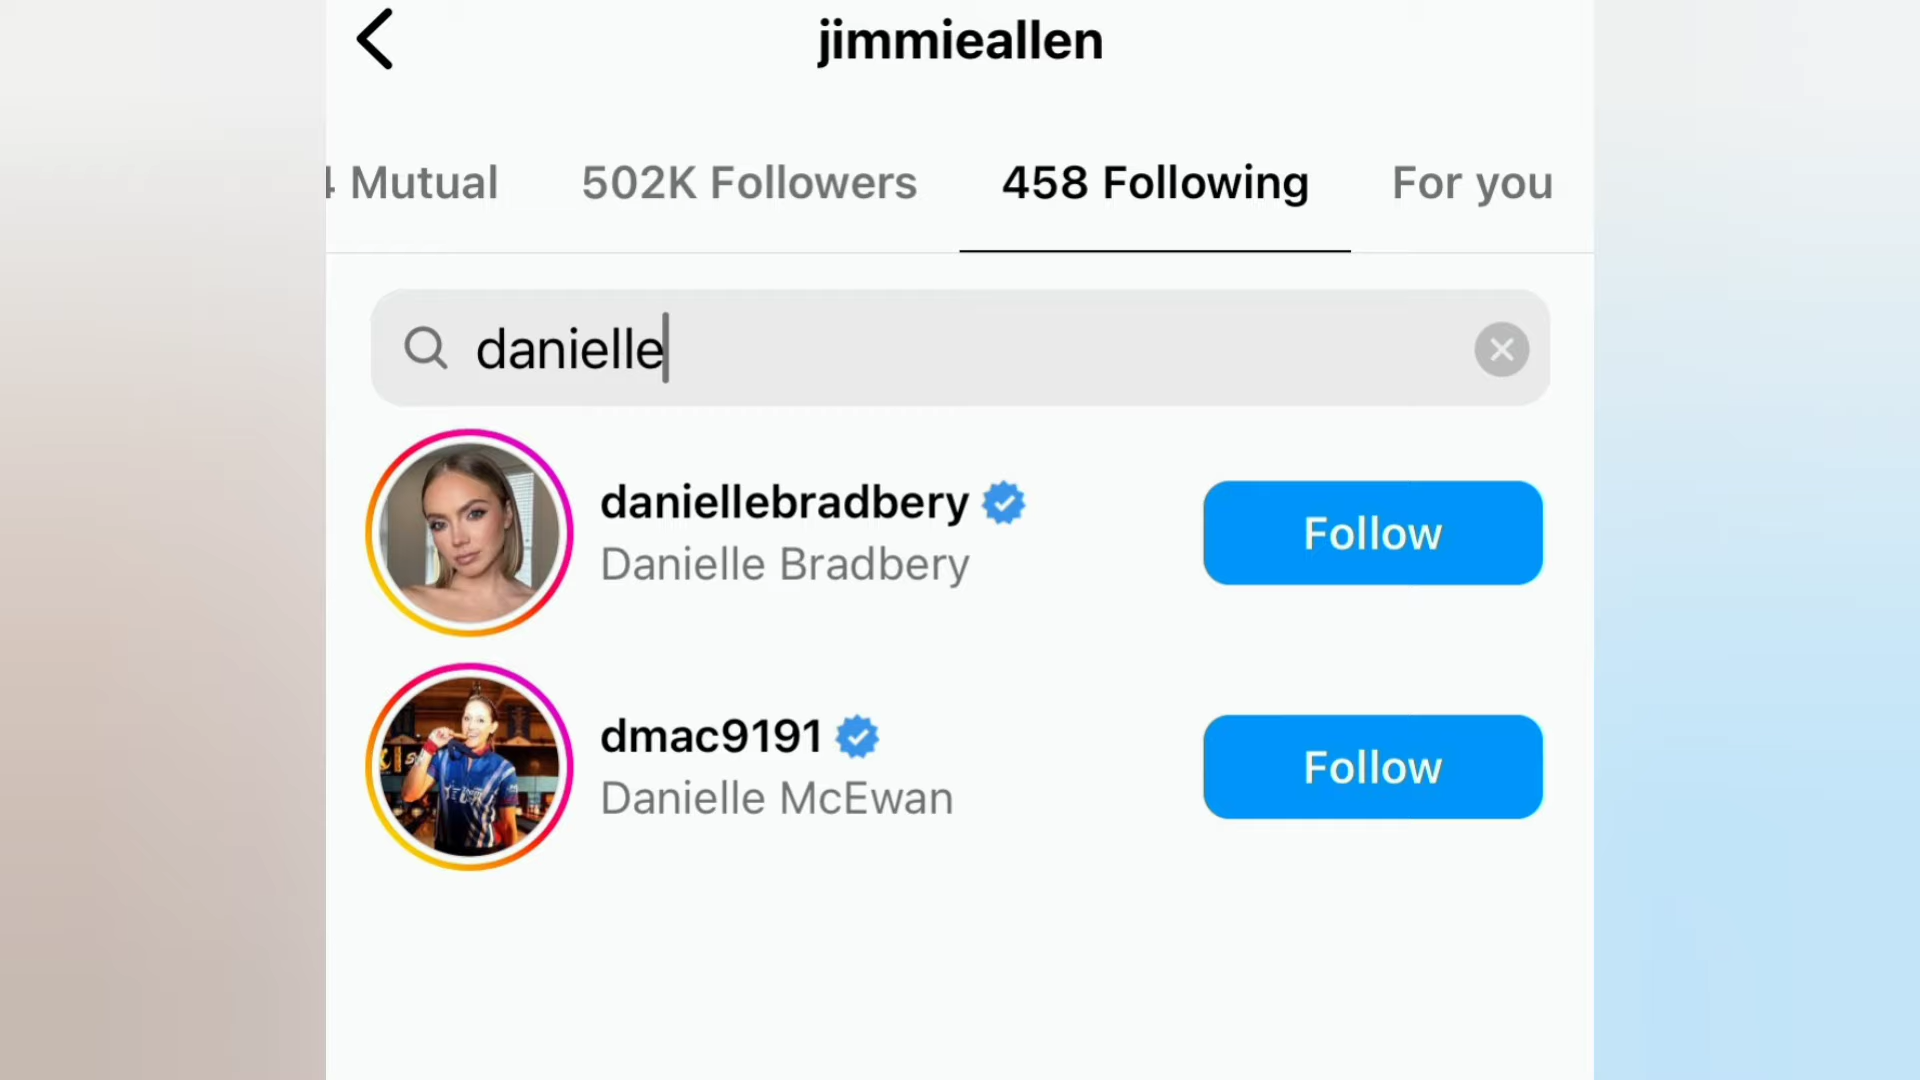 jimmieallen
Mutual
502K Followers
458 Following
For you
danielle
daniellebradbery
Danielle Bradbery
Follow
dmac9191
Danielle McEwan
Follow